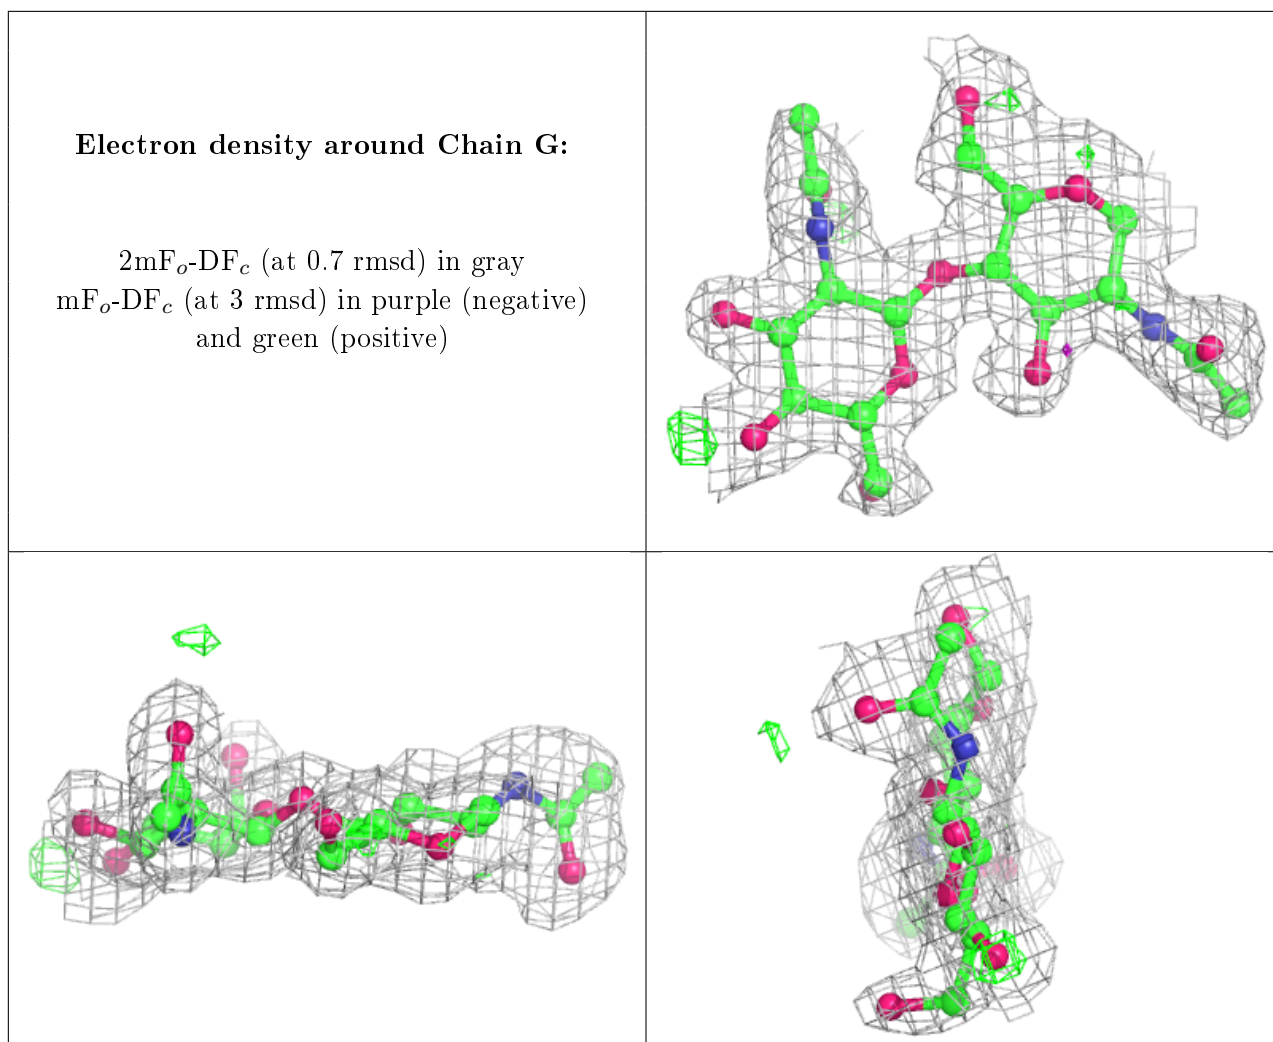 Electron density around Chain G:
2mFo-DFc (at 0.7 rmsd) in gray
mFo-DFc (at 3 rmsd) in purple (negative)
and green (positive)